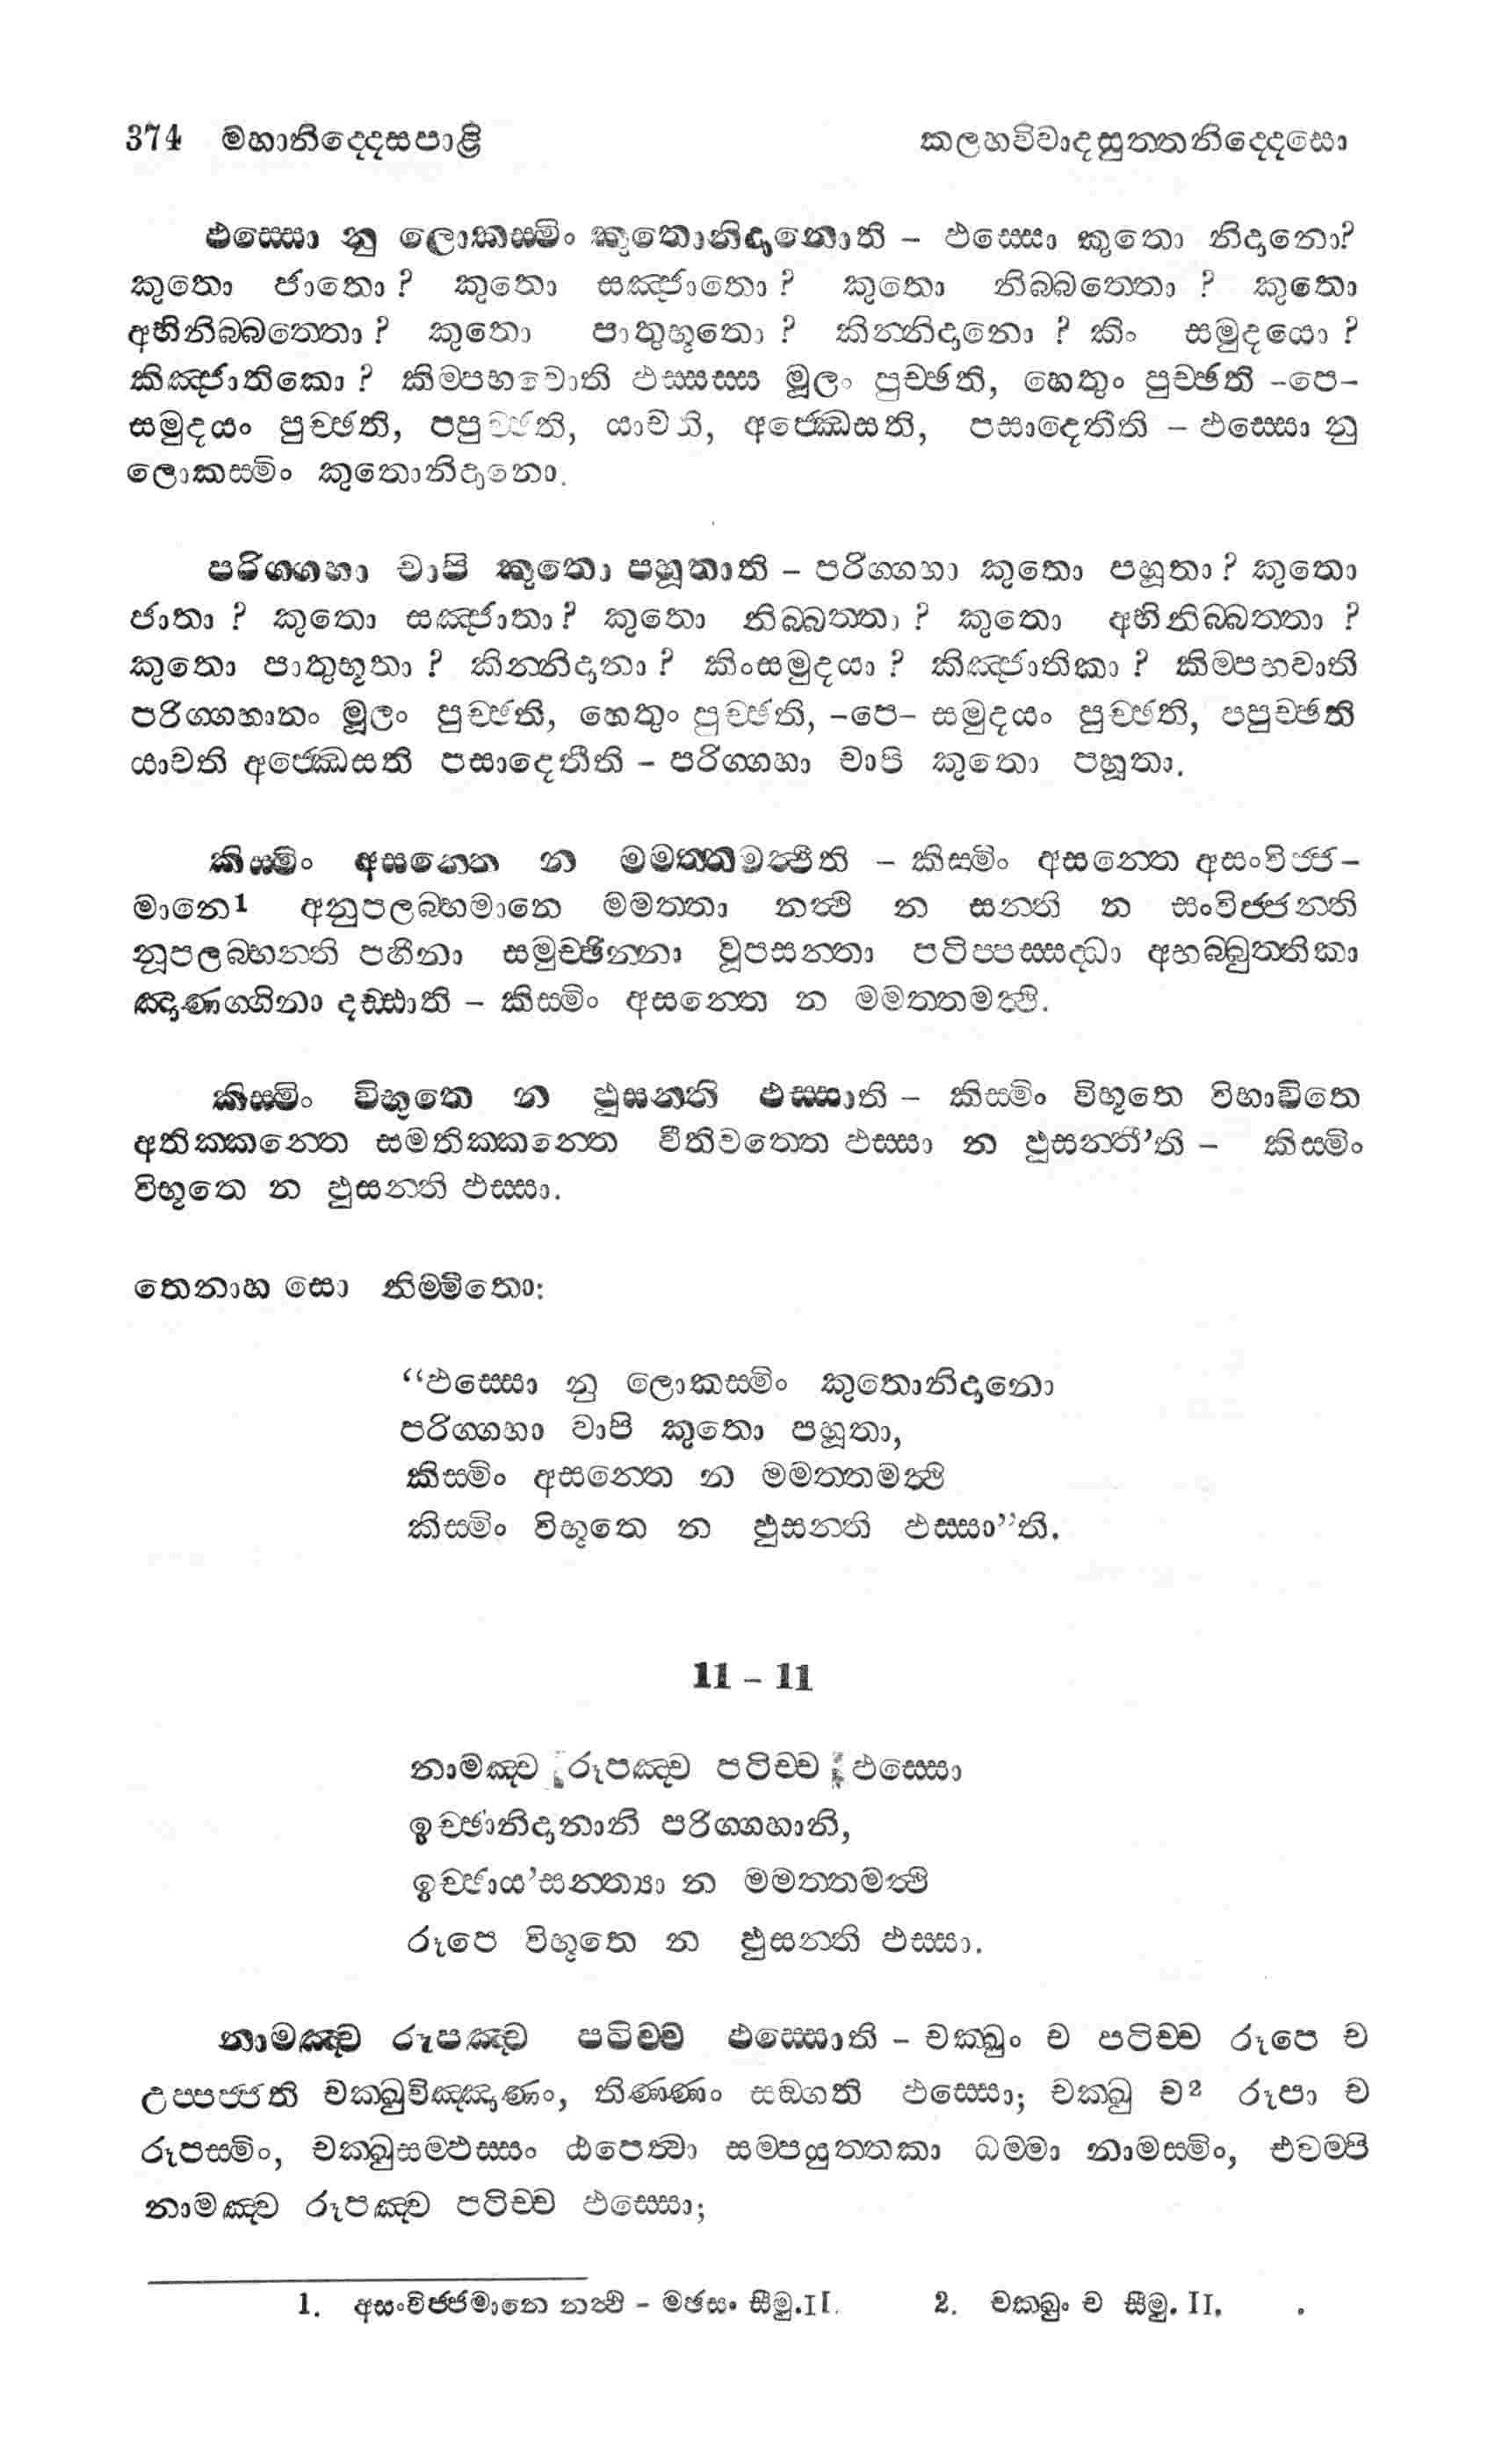 374 මහානිද්දෙසපාළි කලහවිවාදසුත්තනිද්දෙසො
ඵස්සො නු ලොකස්මිං කුතොනිදානොති – ඵස්සො කුතො නිදානො?
කුතො ජාතො? කුතො සඤ්ජාතො? කුතො නිබ්බත්තො? කුතො
අභිනිබ්බත්තො? කුතො පාතුභූතො? කින්නිදානො? කිං සමුදයො?
කිඤ්ජාතිකො? කිම්පභවොති ඵස්සස්ස මූලං පුච්ඡති, හෙතුං පුච්ඡති –පෙ–
සමුදයං පුච්ඡති, පපුච්ඡති, යාචති, අජ්ඣෙසති, පසාදෙතීති – ඵස්සො නු
ලොකස්මිං කුතොනිදානො.
පරිග්ගහා චාපි කුතො පහූතාති – පරිග්ගහා කුතො පහූතා? කුතො
ජාතා? කුතො සඤ්ජාතා? කුතො නිබ්බත්තා? කුතො අභිනිබ්බත්තා?
කුතො පාතුභූතා? කින්නිදානා? කිංසමුදයා? කිඤ්ජාතිකා? කිම්පභවාති
පරිග්ගහානං මූලං පුච්ඡති, හෙතුං පුච්ඡති, –පෙ– සමුදයං පුච්ඡති, පපුච්ඡති
යාචති අජ්ඣෙසති පසාදෙතීති – පරිග්ගහා චාපි කුතො පහූතා.
කිස්මිං අසන්තෙ න මමත්තමත්ථීති – කිස්මිං අසන්තෙ අසංවිජ්ජ–
මානෙ1 අනුපලබ්භමානෙ මමත්තා නත්ථි න සන්ති න සංවිජ්ජන්ති
නූපලබ්භන්ති පහීනා සමුච්ඡින්නා වූපසන්තා පටිප්පස්සද්ධා අභබ්බුත්තිකා
ඤාණග්ගිනා දඩ්ඪාති – කිස්මිං අසන්තෙ න මමත්තමත්ථි.
කිස්මිං විභූතෙ න ඵුසන්ති ඵස්සාති – කිස්මිං විභූතෙ විභාවිතෙ
අතික්කන්තෙ සමතික්කන්තෙ වීතිවත්තෙ ඵස්සා න ඵුසන්තී’ති – කිස්මිං
විභූතෙ න ඵුසන්ති ඵස්සා.
තෙනාහ සො නිම්මිතො:
“ඵස්සො නු ලොකස්මිං කුතොනිදානො
පරිග්ගහා වාපි කුතො පහූතා,
කිස්මිං අසන්තෙ න මමත්තමත්ථි
කිස්මිං විභූතෙ න ඵුසන්ති ඵස්සා”ති.
11 – 11
නාමඤ්ච රූපඤ්ච පටිච්ච ඵස්සො
ඉච්ඡානිදානානි පරිග්ගහානි,
ඉච්ඡාය’සන්ත්‍යා න මමත්තමත්ථි
රූපෙ විභූතෙ න ඵුසන්ති ඵස්සා.
නාමඤ්ච රූපඤ්ච පටිච්ච ඵස්සොති – චක්ඛුං ච පටිච්ච රූපෙ ච
උප්පජ්ජති චක්ඛුවිඤ්ඤාණං, තිණ්ණං සඞ්ගති ඵස්සො; චක්ඛු ච2 රූපා ච
රූපස්මිං, චක්ඛුසම්ඵස්සං ඨපෙත්වා සම්පයුත්තකා ධම්මා නාමස්මිං, එවම්පි
නාමඤ්ච රූපඤ්ච පටිච්ච ඵස්සො;
1. අසංවිජ්ජමානෙ නත්ථි – මඡසං සීමු.II. 2. චක්ඛුං ච සීමු. II.